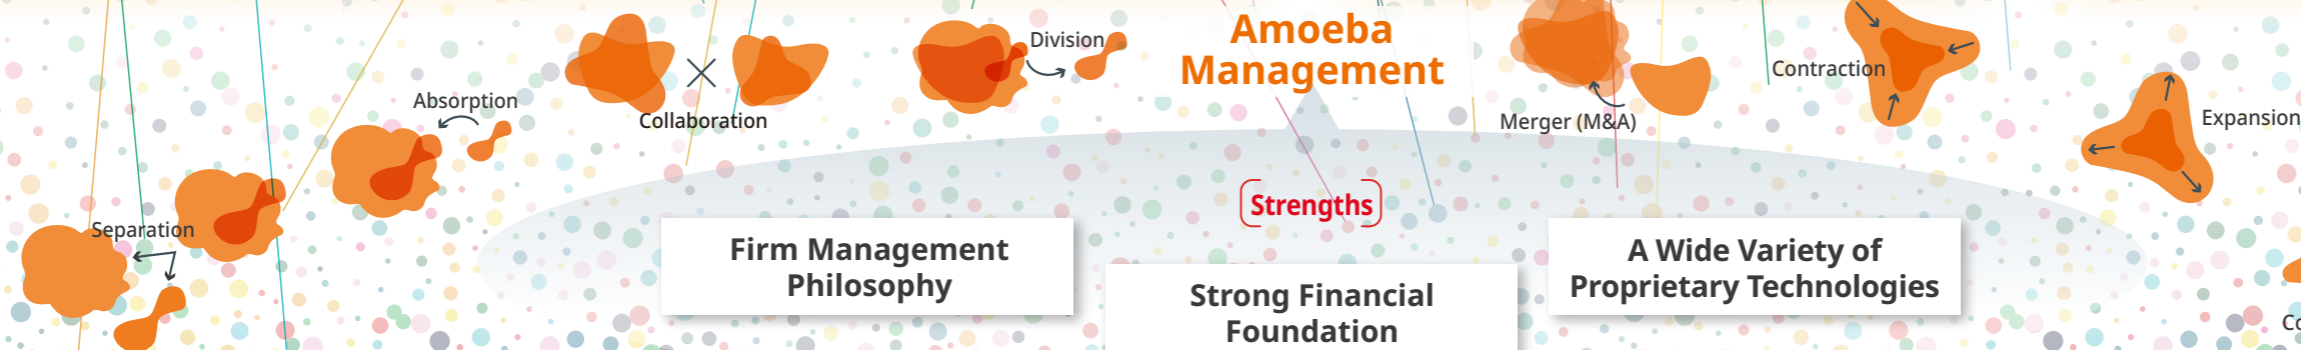 Amoeba
Management
Division
Absorption
Collaboration
Separation
Merger (M&A)
Contraction
Expansion
Strengths
Firm Management
Philosophy
Strong Financial
Foundation
A Wide Variety of
Proprietary Technologies